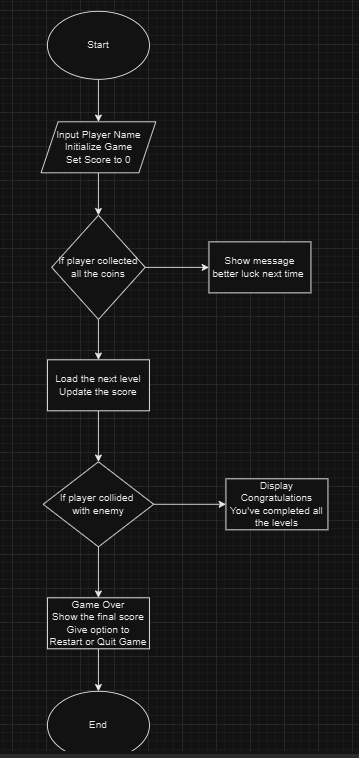 Start
Input Player Name
Initialize Game
Set Score to 0
If player collected
all the coins
Show message
better luck next time
Load the next level
Update the score
If player collided
with enemy
Display
Congratulations
You've completed all
the levels
Game Over
Show the final score
Give option to
Restart or Quit Game
End